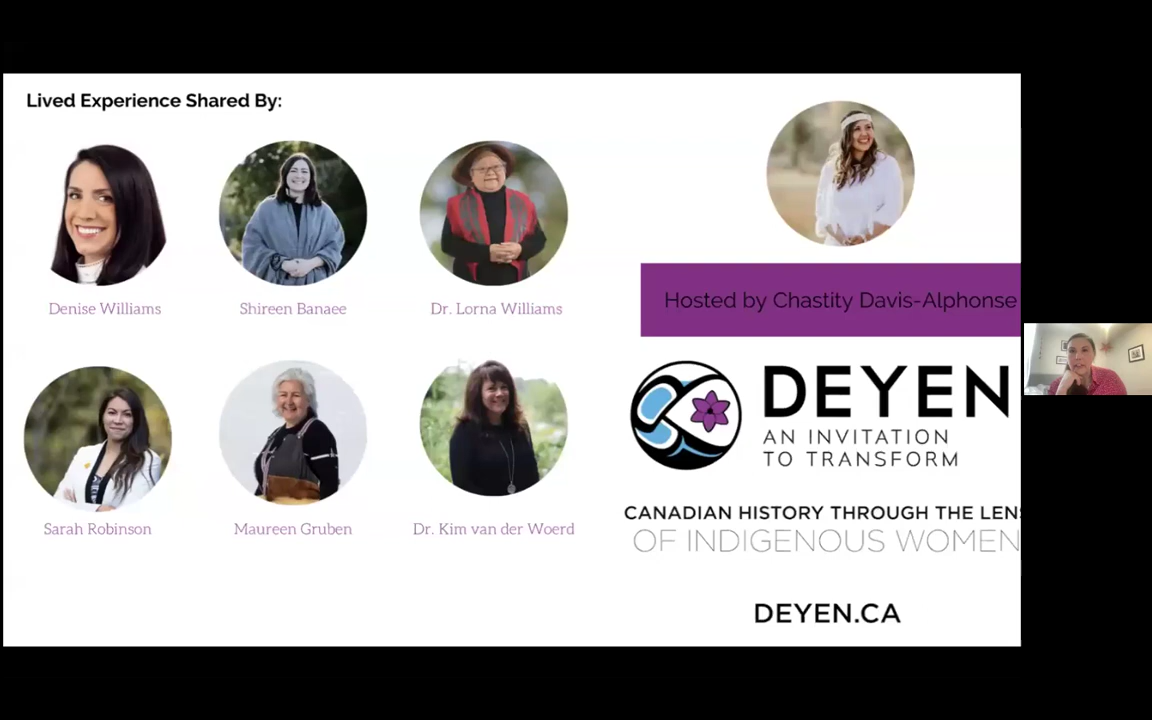 Lived Experience Shared By:
Denise Williams
Shireen Banaee
Dr. Lorna Williams
Sarah Robinson
Maureen Gruben
Dr. Kim van der Woerd
Hosted by Chastity Davis-Alphonse
DEYEN
AN INVITATION
TO TRANSFORM
CANADIAN HISTORY THROUGH THE LENS
OF INDIGENOUS WOMEN
DEYEN.CA